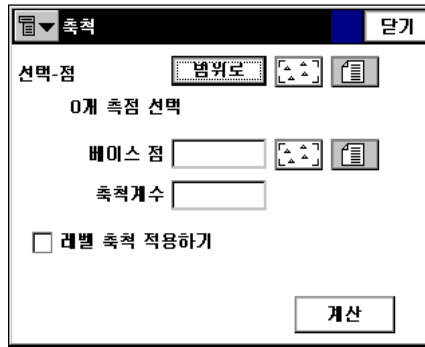 축척
닫기
선택-점
범위로
0개 측점 선택
베이스 점
축척계수
레벨 축척 적용하기
계산